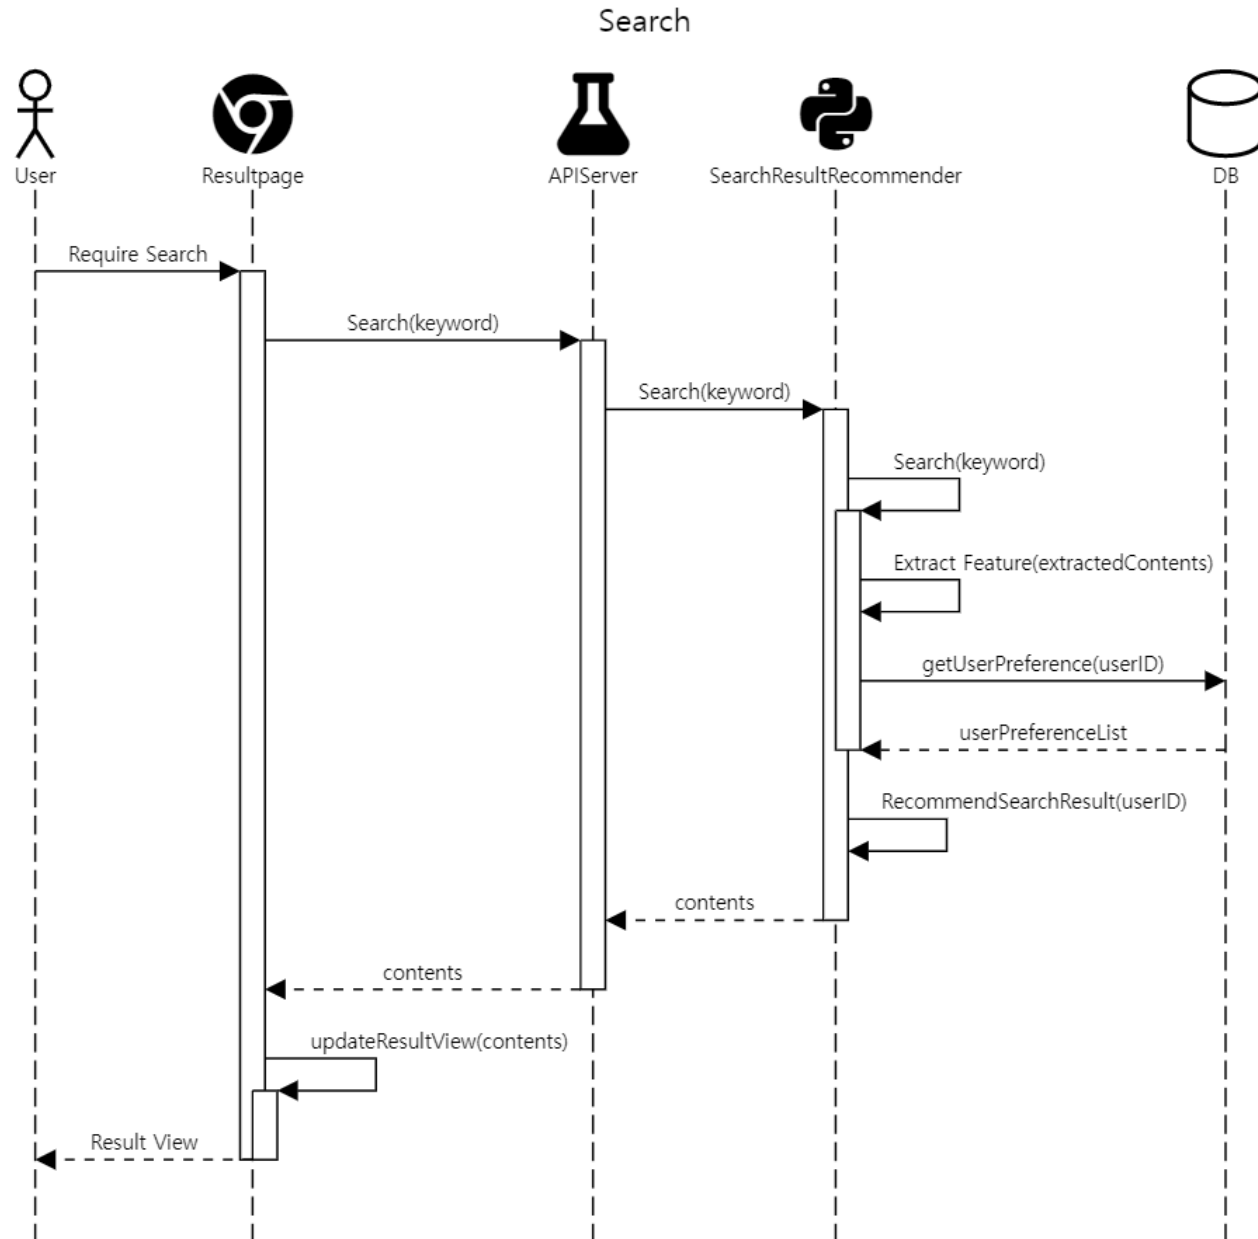 Search
User
Resultpage
APIServer
SearchResultRecommender
DB
Require Search
Search(keyword)
Search(keyword)
Search(keyword)
Extract Feature(extractedContents)
getUserPreference(userID)
userPreferenceList
RecommendSearchResult(userID)
contents
contents
updateResultView(contents)
Result View